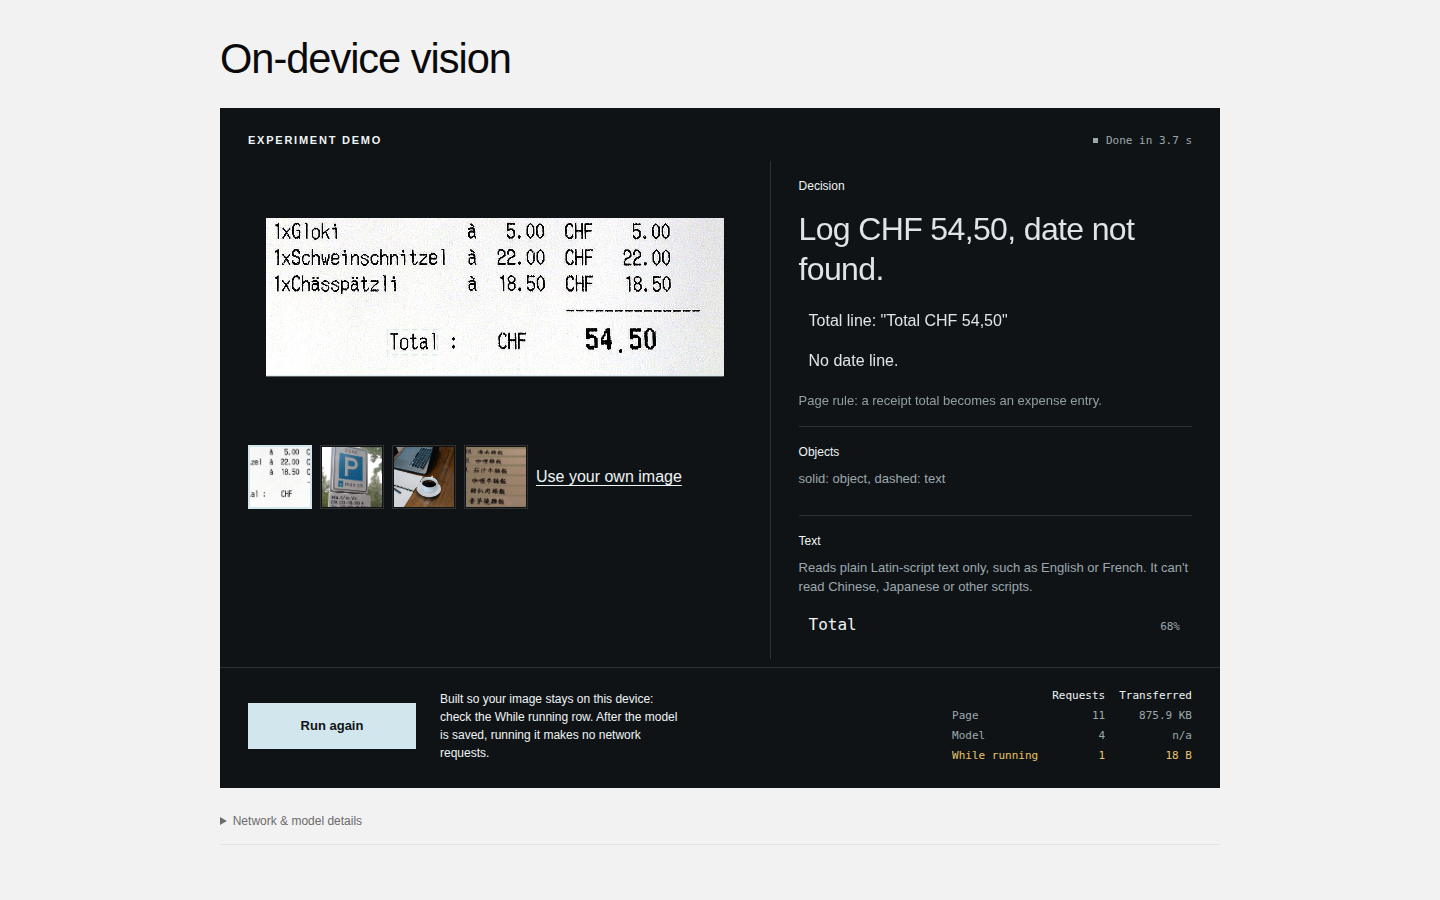 On-device vision
EXPERIMENT DEMO
Done in 3.7 s
1xGloki à 5.00 CHF 5.00
1xSchweinschnitzel à 22.00 CHF 22.00
1xChässpätzli à 18.50 CHF 18.50
--------------
Total : CHF 54.50
Use your own image
Decision
Log CHF 54,50, date not
found.
Total line: "Total CHF 54,50"
No date line.
Page rule: a receipt total becomes an expense entry.
Objects
solid: object, dashed: text
Text
Reads plain Latin-script text only, such as English or French. It can't
read Chinese, Japanese or other scripts.
Total 68%
Run again
Built so your image stays on this device:
check the While running row. After the model
is saved, running it makes no network
requests.
Requests Transferred
Page 11 875.9 KB
Model 4 n/a
While running 1 18 B
Network & model details